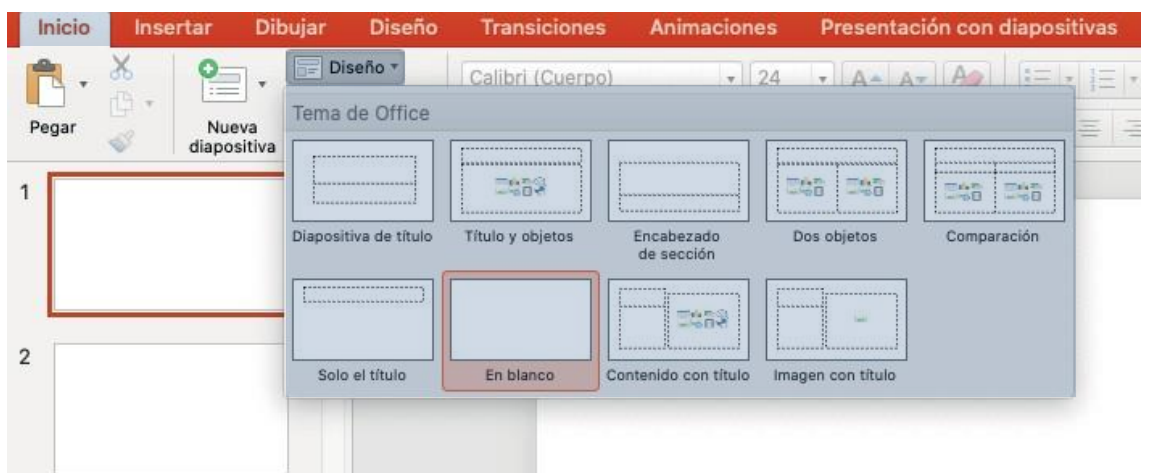 Inicio Insertar Dibujar Diseño Transiciones Animaciones Presentación con diapositivas
Diseño
Calibri (Cuerpo) 24 A A A
Pegar
Nueva
diapositiva
Tema de Office
1
Diapositiva de título Título y objetos Encabezado
de sección Dos objetos Comparación
2
Solo el título En blanco Contenido con título Imagen con título